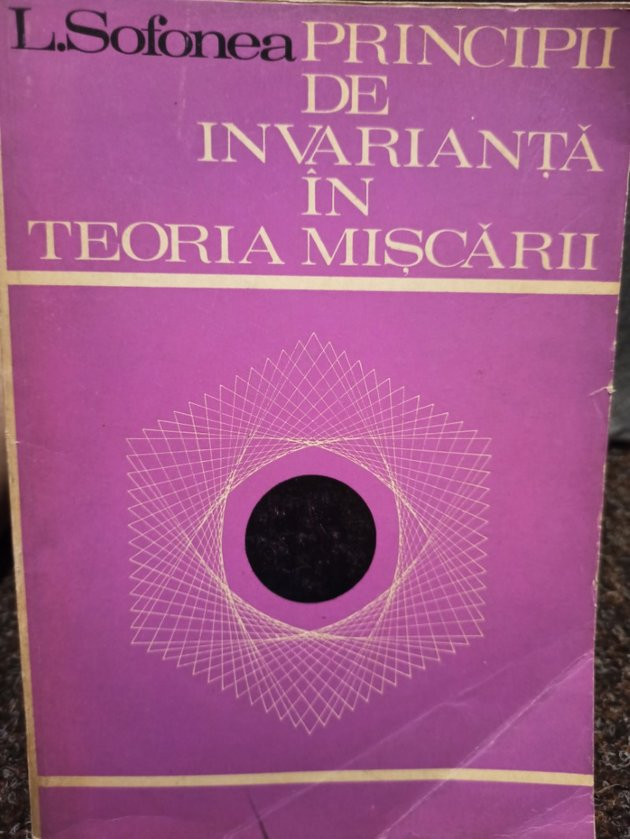 L.Sofonea PRINCIPII
DE
INVARIANȚĂ
ÎN
TEORIA MIȘCĂRII